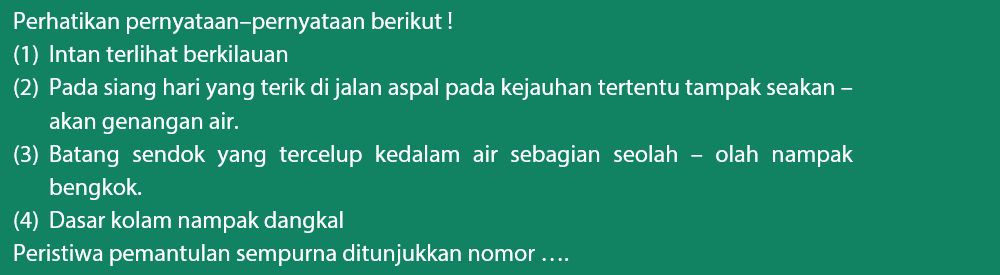 Perhatikan pernyataan–pernyataan berikut !
(1) Intan terlihat berkilauan
(2) Pada siang hari yang terik di jalan aspal pada kejauhan tertentu tampak seakan –
akan genangan air.
(3) Batang sendok yang tercelup kedalam air sebagian seolah – olah nampak
bengkok.
(4) Dasar kolam nampak dangkal
Peristiwa pemantulan sempurna ditunjukkan nomor ….